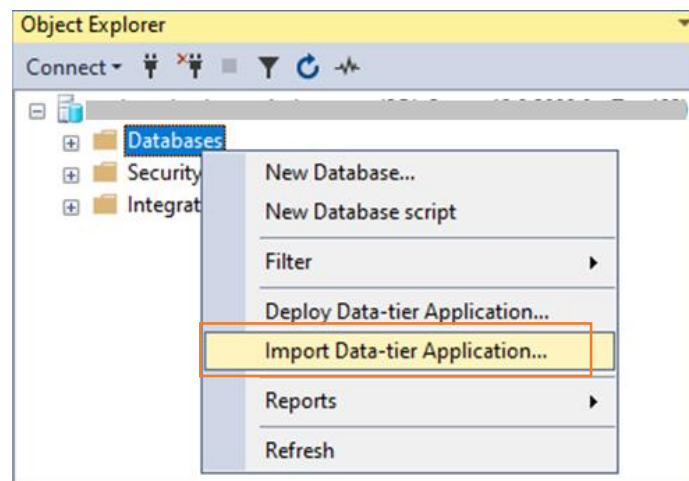 Object Explorer
Connect
Databases
Security
Integrat
New Database...
New Database script
Filter
Deploy Data-tier Application...
Import Data-tier Application...
Reports
Refresh